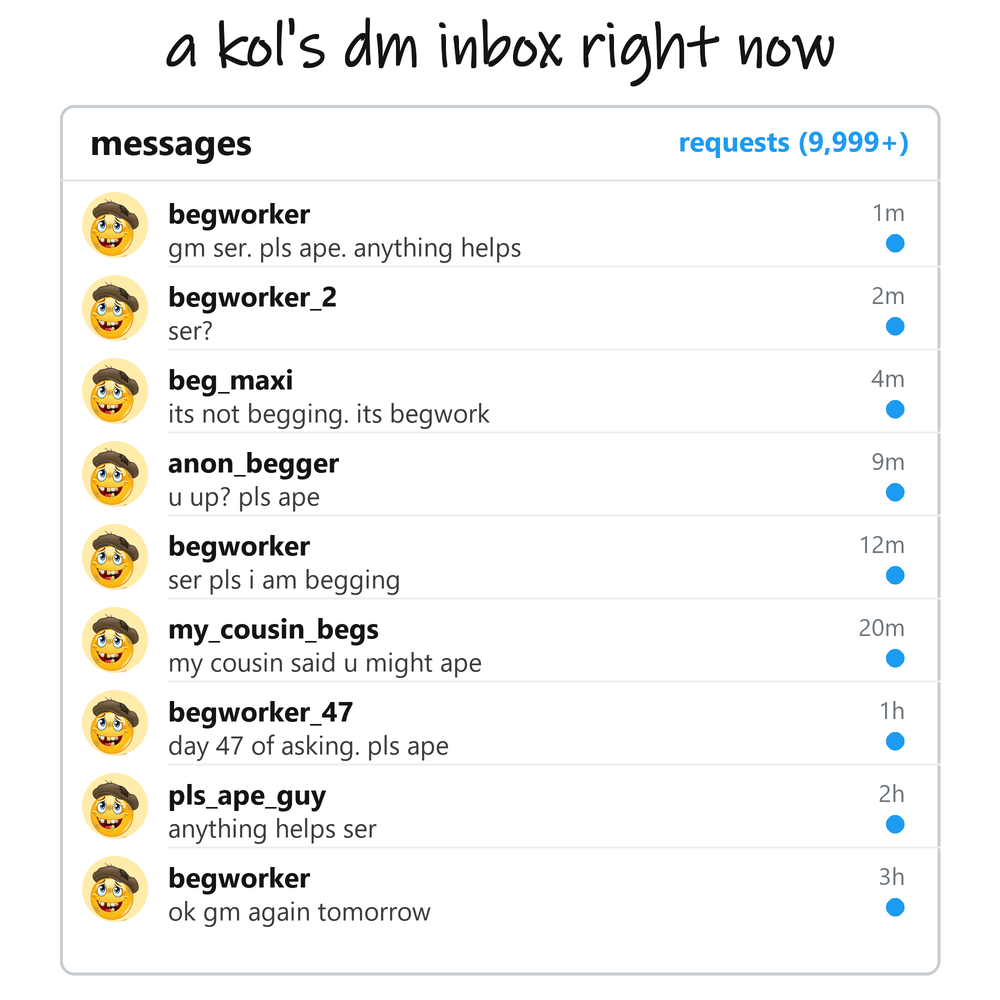 a kol's dm inbox right now
messages
requests (9,999+)
begworker
1m
gm ser. pls ape. anything helps
begworker_2
2m
ser?
beg_maxi
4m
its not begging. its begwork
anon_begger
9m
u up? pls ape
begworker
12m
ser pls i am begging
my_cousin_begs
20m
my cousin said u might ape
begworker_47
1h
day 47 of asking. pls ape
pls_ape_guy
2h
anything helps ser
begworker
3h
ok gm again tomorrow